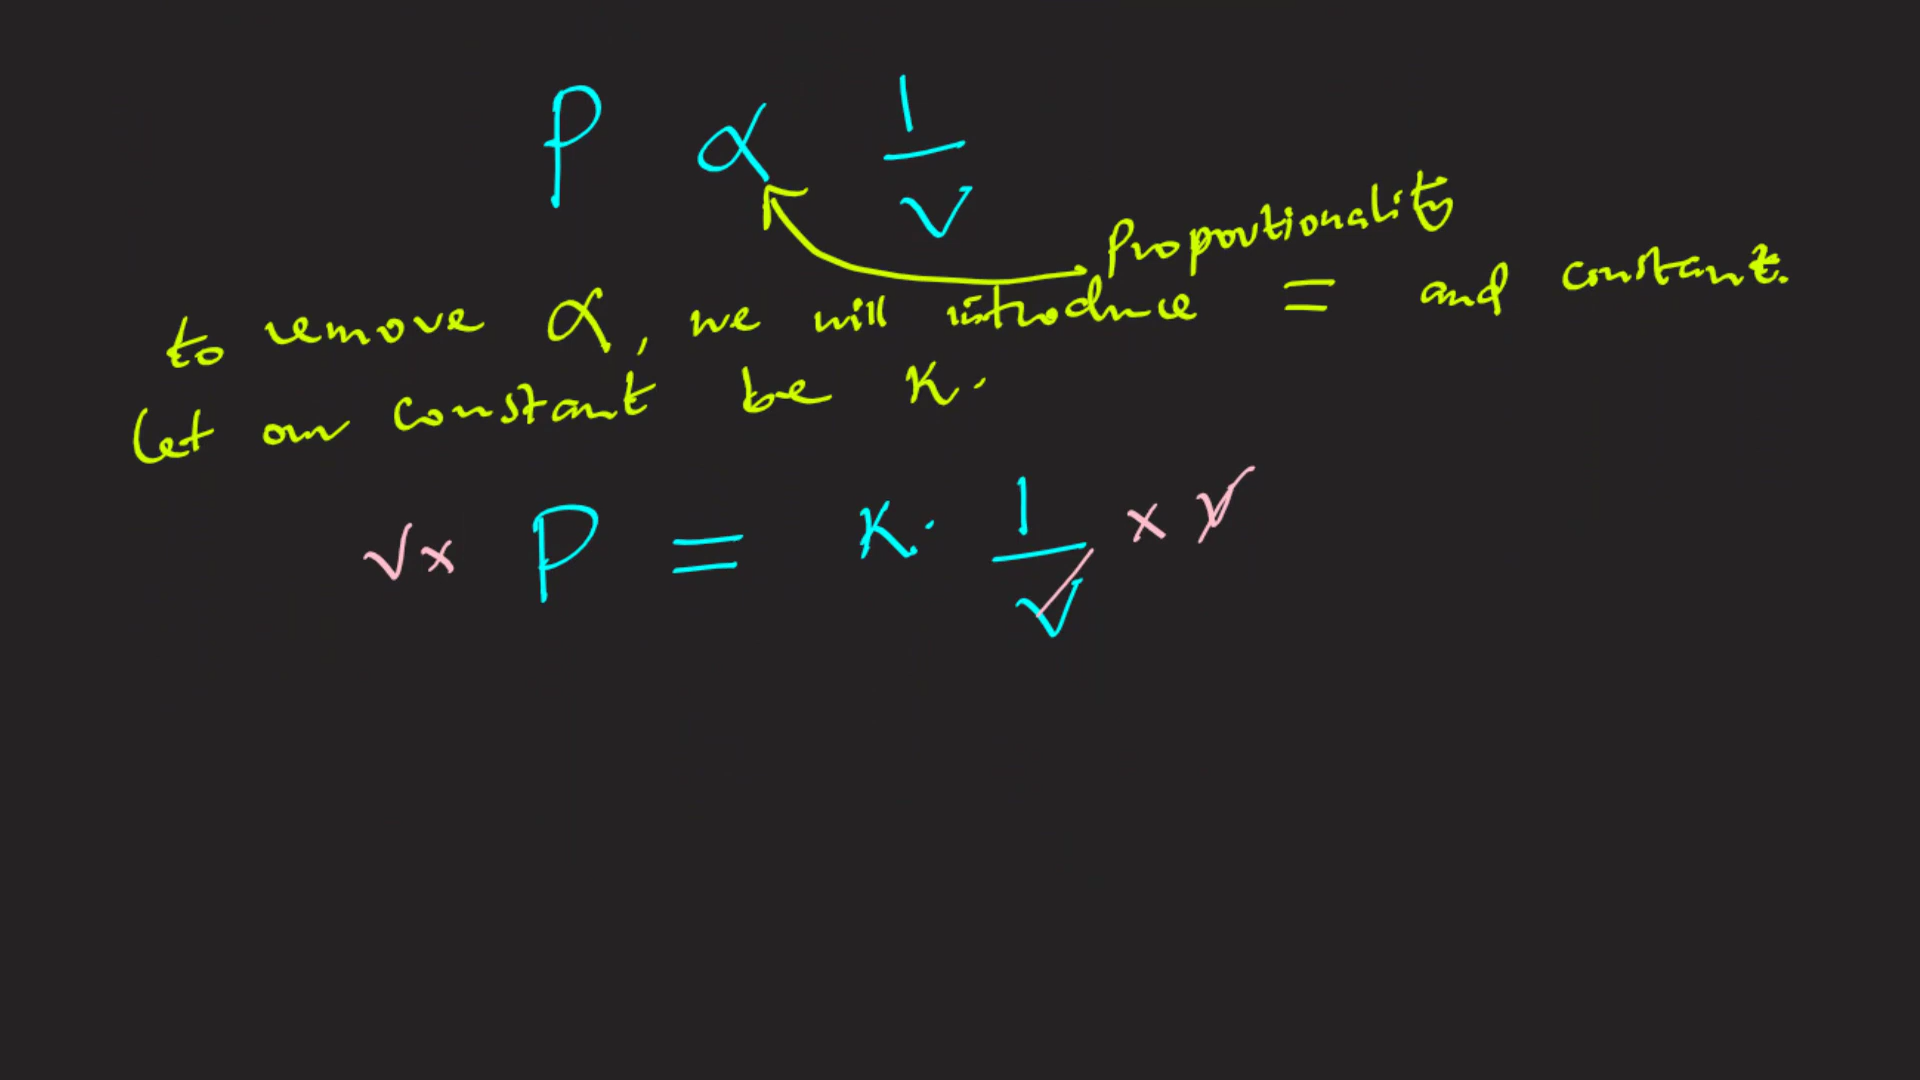 P α 1/V
Proportionality
to remove α, we will introduce = and constant.
Let our constant be K.
V× P = K. 1/V × V